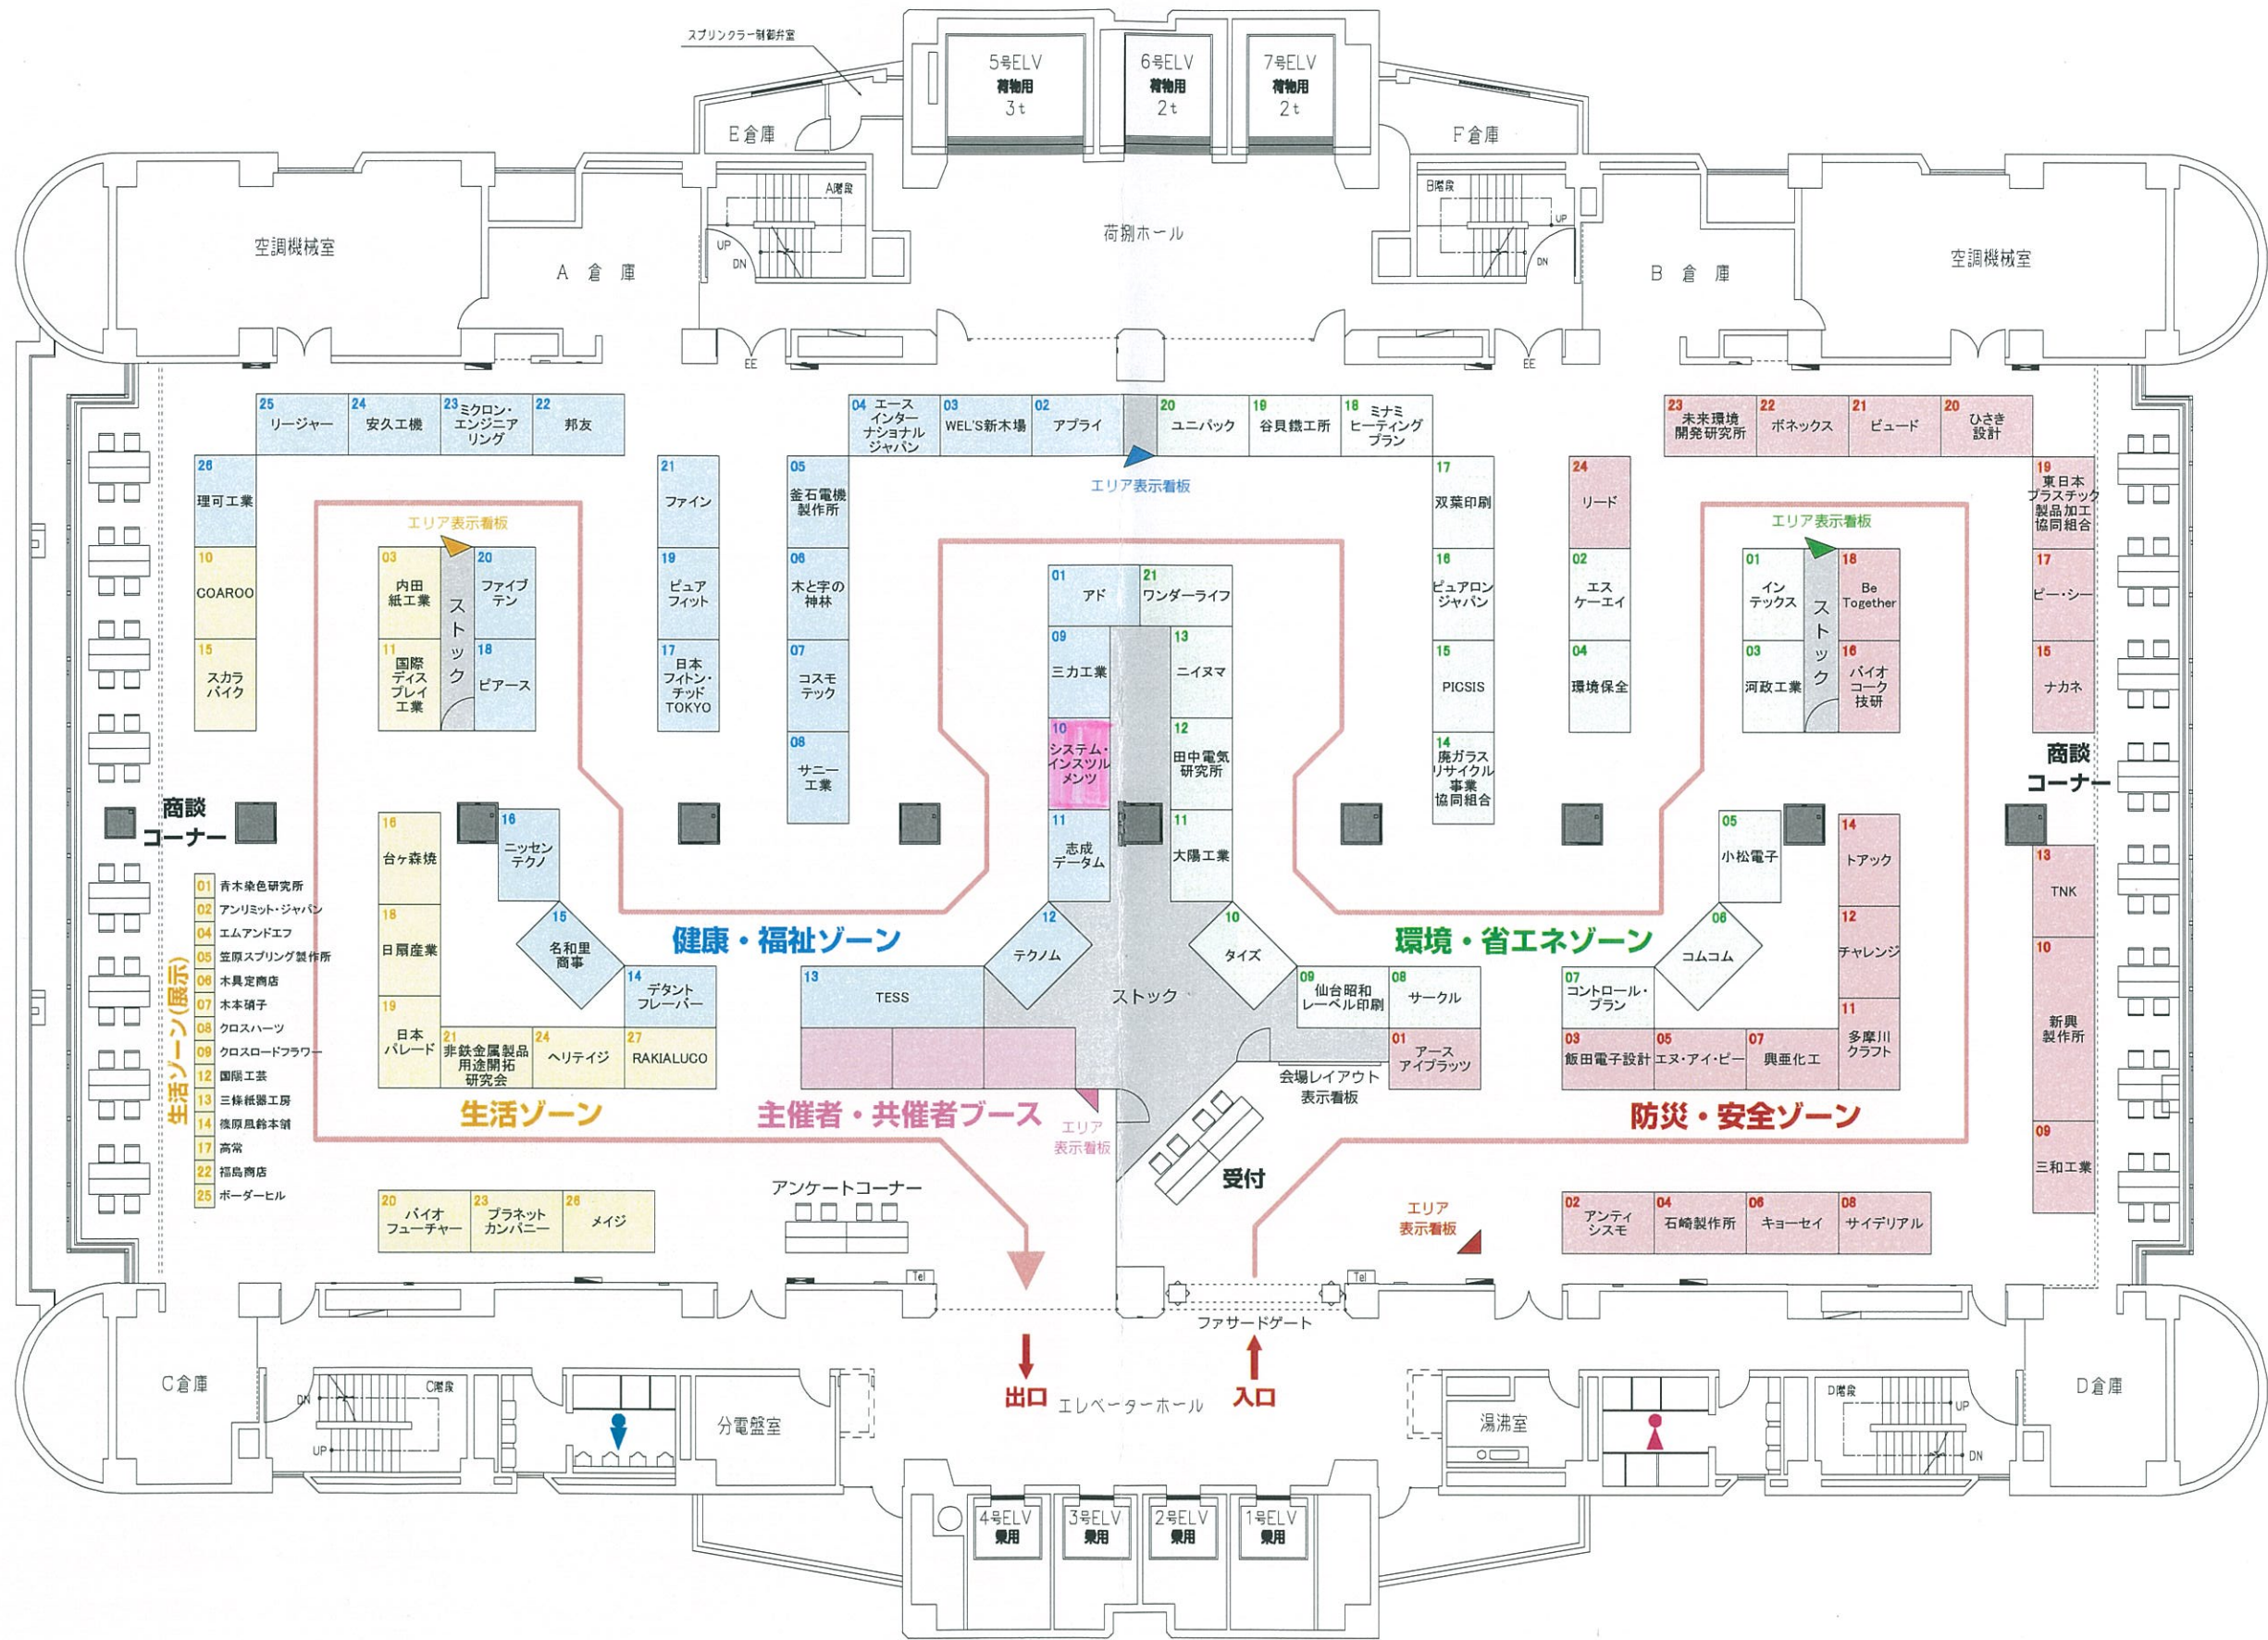 スプリンクラー制御弁室
5号ELV
荷物用
3t
6号ELV
荷物用
2t
7号ELV
荷物用
2t
E倉庫
F倉庫
A階段
UP
DN
B階段
UP
DN
空調機械室
A 倉 庫
荷捌ホール
B 倉 庫
空調機械室
EE
EE
25
リージャー
24
安久工機
23
ミクロン・
エンジニア
リング
22
邦友
04
エース
インター
ナショナル
ジャパン
03
WEL'S新木場
02
アプライ
20
ユニパック
19
谷貝鐵工所
18
ミナミ
ヒーティング
プラン
23
未来環境
開発研究所
22
ボネックス
21
ビュード
20
ひさき
設計
エリア表示看板
26
理可工業
10
COAROO
15
スカラ
バイク
エリア表示看板
03
内田
紙工業
11
国際
ディス
プレイ
工業
ストック
20
ファイブ
テン
18
ピアース
21
ファイン
19
ピュア
フィット
17
日本
フィトン・
チッド
TOKYO
05
釜石電機
製作所
06
木と字の
神林
07
コスモ
テック
08
サニー
工業
01
アド
21
ワンダーライフ
09
三力工業
13
ニイヌマ
10
システム・
インスツル
メンツ
12
田中電気
研究所
11
志成
データム
11
大陽工業
12
テクノム
10
タイズ
ストック
17
双葉印刷
16
ピュアロン
ジャパン
15
PICSIS
14
廃ガラス
リサイクル
事業
協同組合
24
リード
02
エス
ケーエイ
04
環境保全
エリア表示看板
01
イン
テックス
03
河政工業
ストック
18
Be
Together
16
バイオ
コーク
技研
19
東日本
プラスチック
製品加工
協同組合
17
ピー・シー
15
ナカネ
商談
コーナー
商談
コーナー
16
台ヶ森焼
18
日扇産業
19
日本
パレード
16
ニッセン
テクノ
15
名和里
商事
14
デタント
フレーバー
21
非鉄金属製品
用途開拓
研究会
24
ヘリテイジ
27
RAKIALUCO
健康・福祉ゾーン
13
TESS
環境・省エネゾーン
09
仙台昭和
レーベル印刷
08
サークル
01
アース
アイブラッツ
05
小松電子
06
コムコム
07
コントロール・
プラン
14
トアック
12
チャレンジ
11
多摩川
クラフト
03
飯田電子設計
05
エヌ・アイ・ピー
07
興亜化工
13
TNK
10
新興
製作所
09
三和工業
生活ゾーン(展示)
01 青木染色研究所
02 アンリミット・ジャパン
04 エムアンドエフ
05 笠原スプリング製作所
06 木具定商店
07 木本硝子
08 クロスハーツ
09 クロスロードフラワー
12 国陽工芸
13 三條紙器工房
14 篠原風鈴本舗
17 高常
22 福島商店
25 ボーダーヒル
生活ゾーン
主催者・共催者ブース
エリア
表示看板
会場レイアウト
表示看板
受付
防災・安全ゾーン
20
バイオ
フューチャー
23
プラネット
カンパニー
26
メイジ
アンケートコーナー
エリア
表示看板
02
アンティ
シスモ
04
石崎製作所
06
キョーセイ
08
サイデリアル
Tel
Tel
ファサードゲート
出口
入口
エレベーターホール
C倉庫
DN
UP
C階段
分電盤室
湯沸室
D階段
UP
DN
D倉庫
4号ELV
乗用
3号ELV
乗用
2号ELV
乗用
1号ELV
乗用